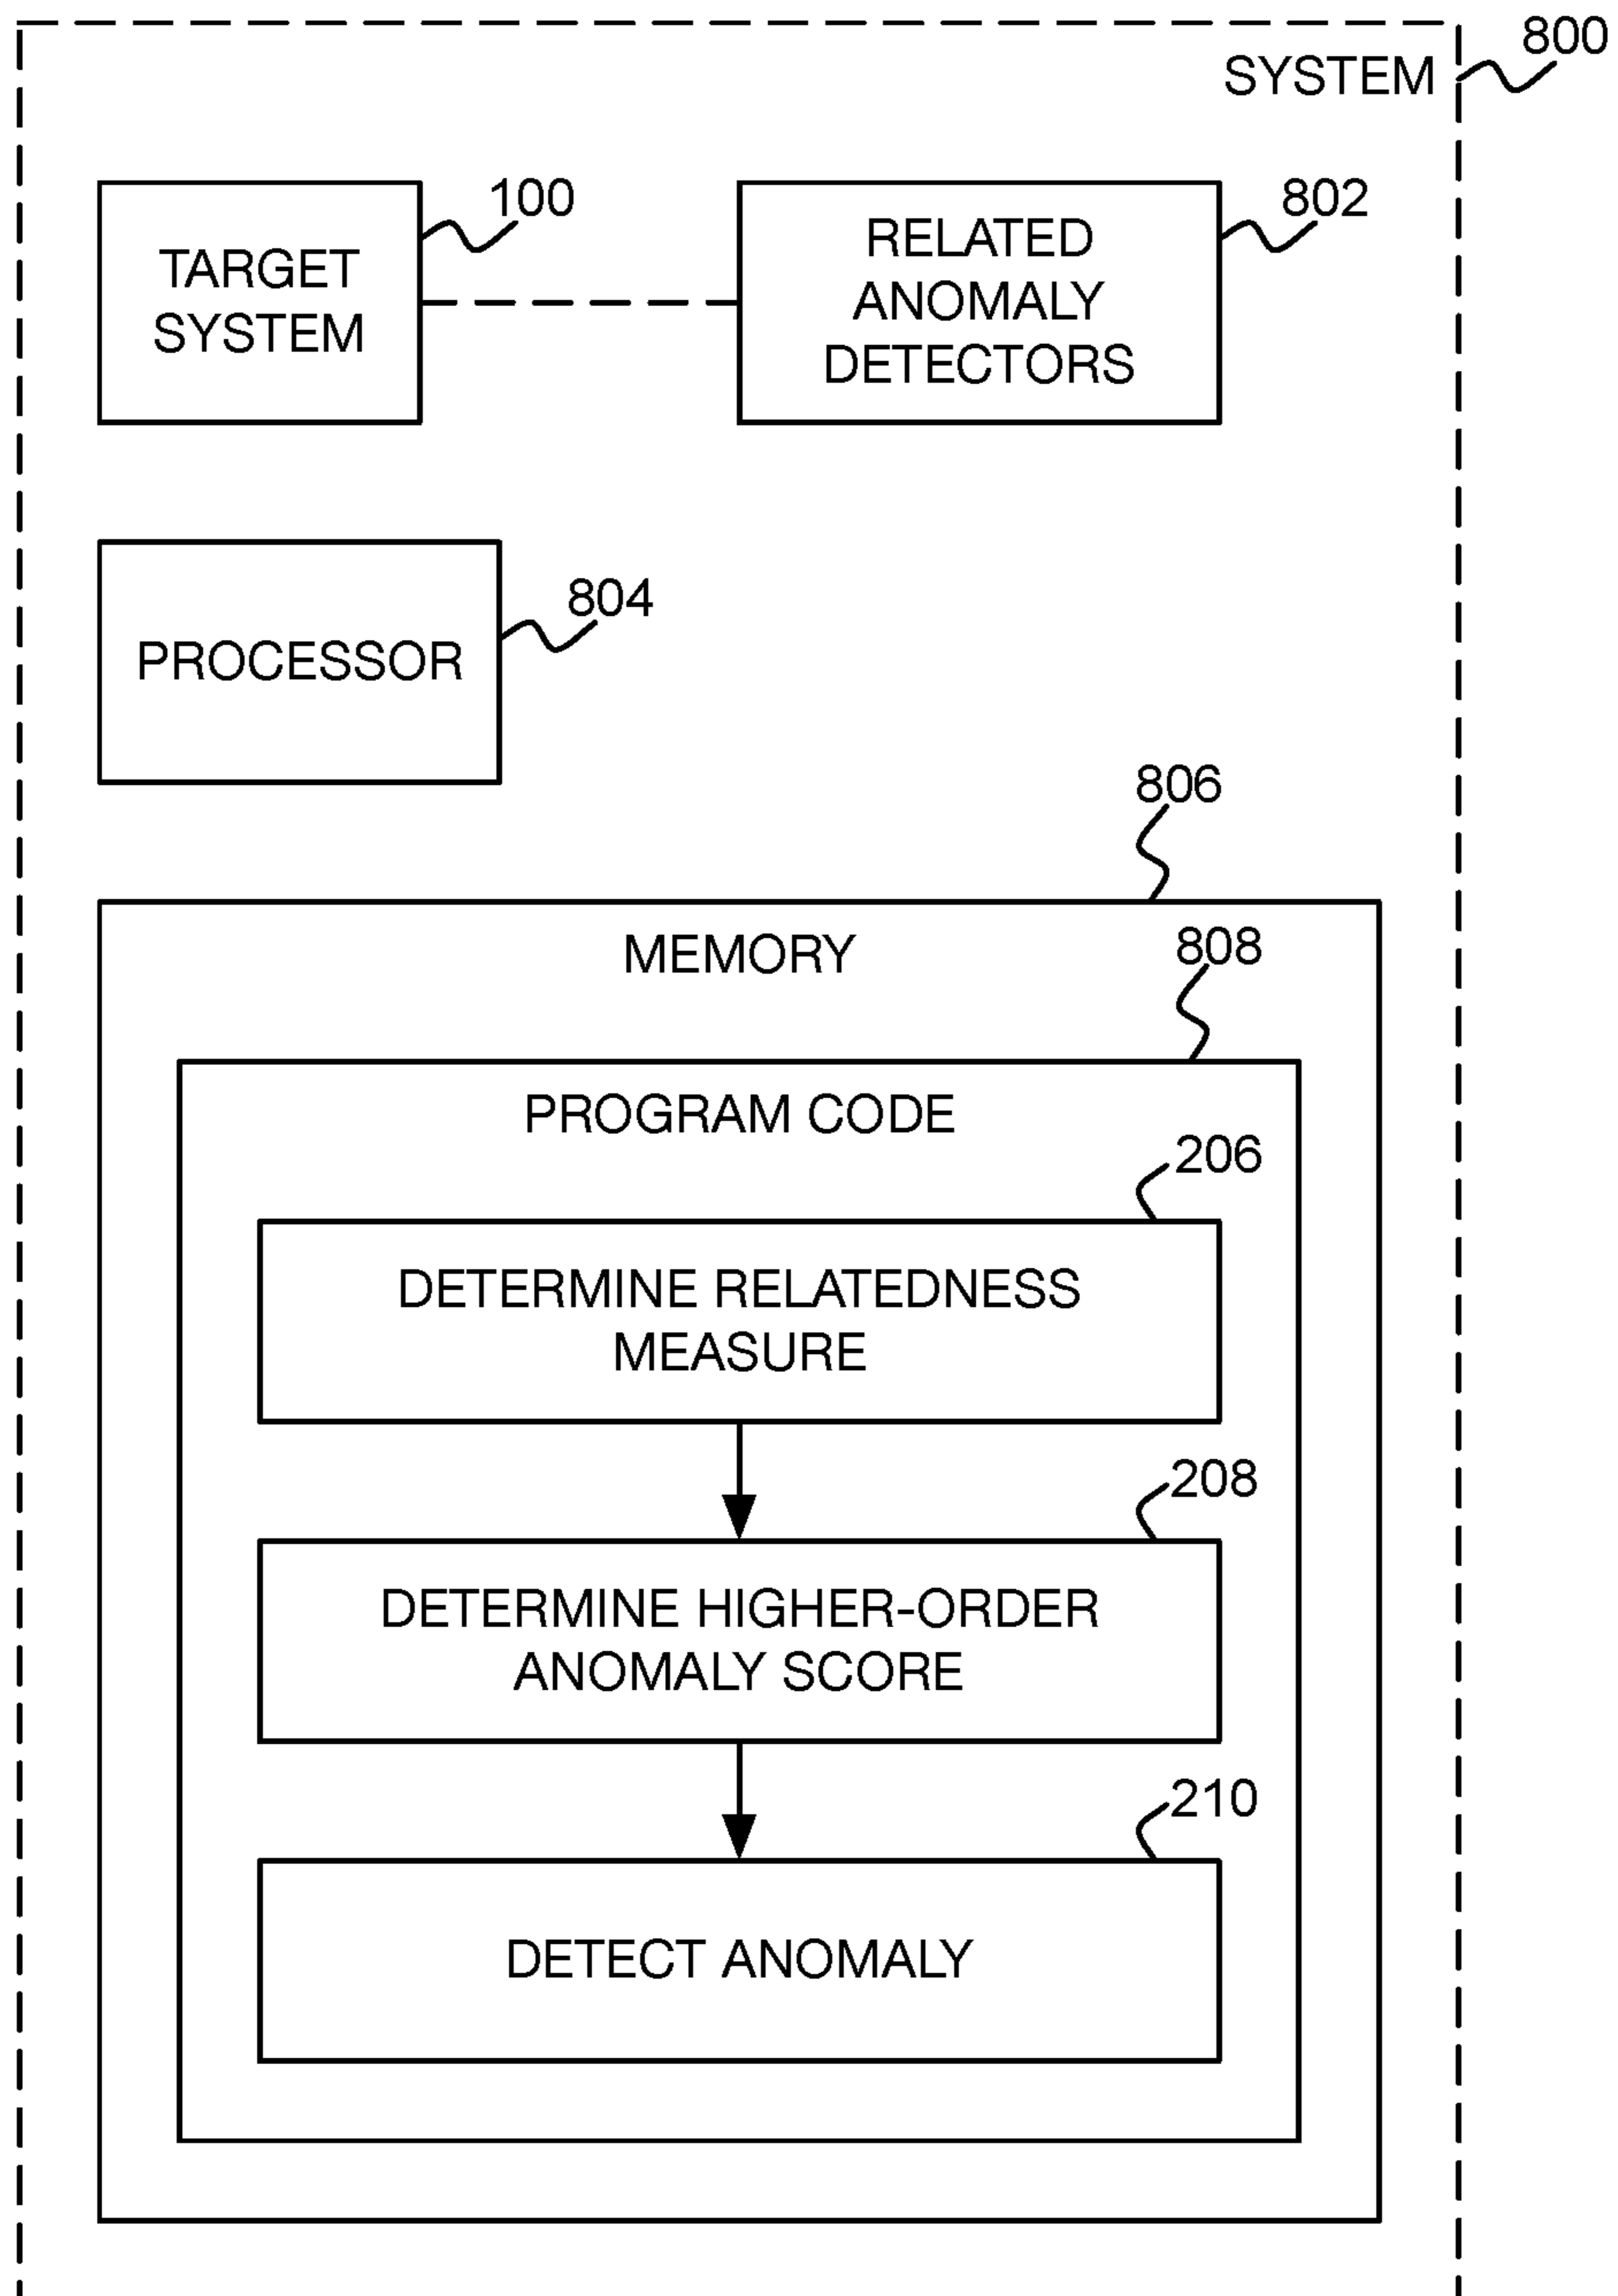 800
SYSTEM
100
802
TARGET
SYSTEM
RELATED
ANOMALY
DETECTORS
804
PROCESSOR
806
MEMORY
808
PROGRAM CODE
206
DETERMINE RELATEDNESS
MEASURE
208
DETERMINE HIGHER-ORDER
ANOMALY SCORE
210
DETECT ANOMALY